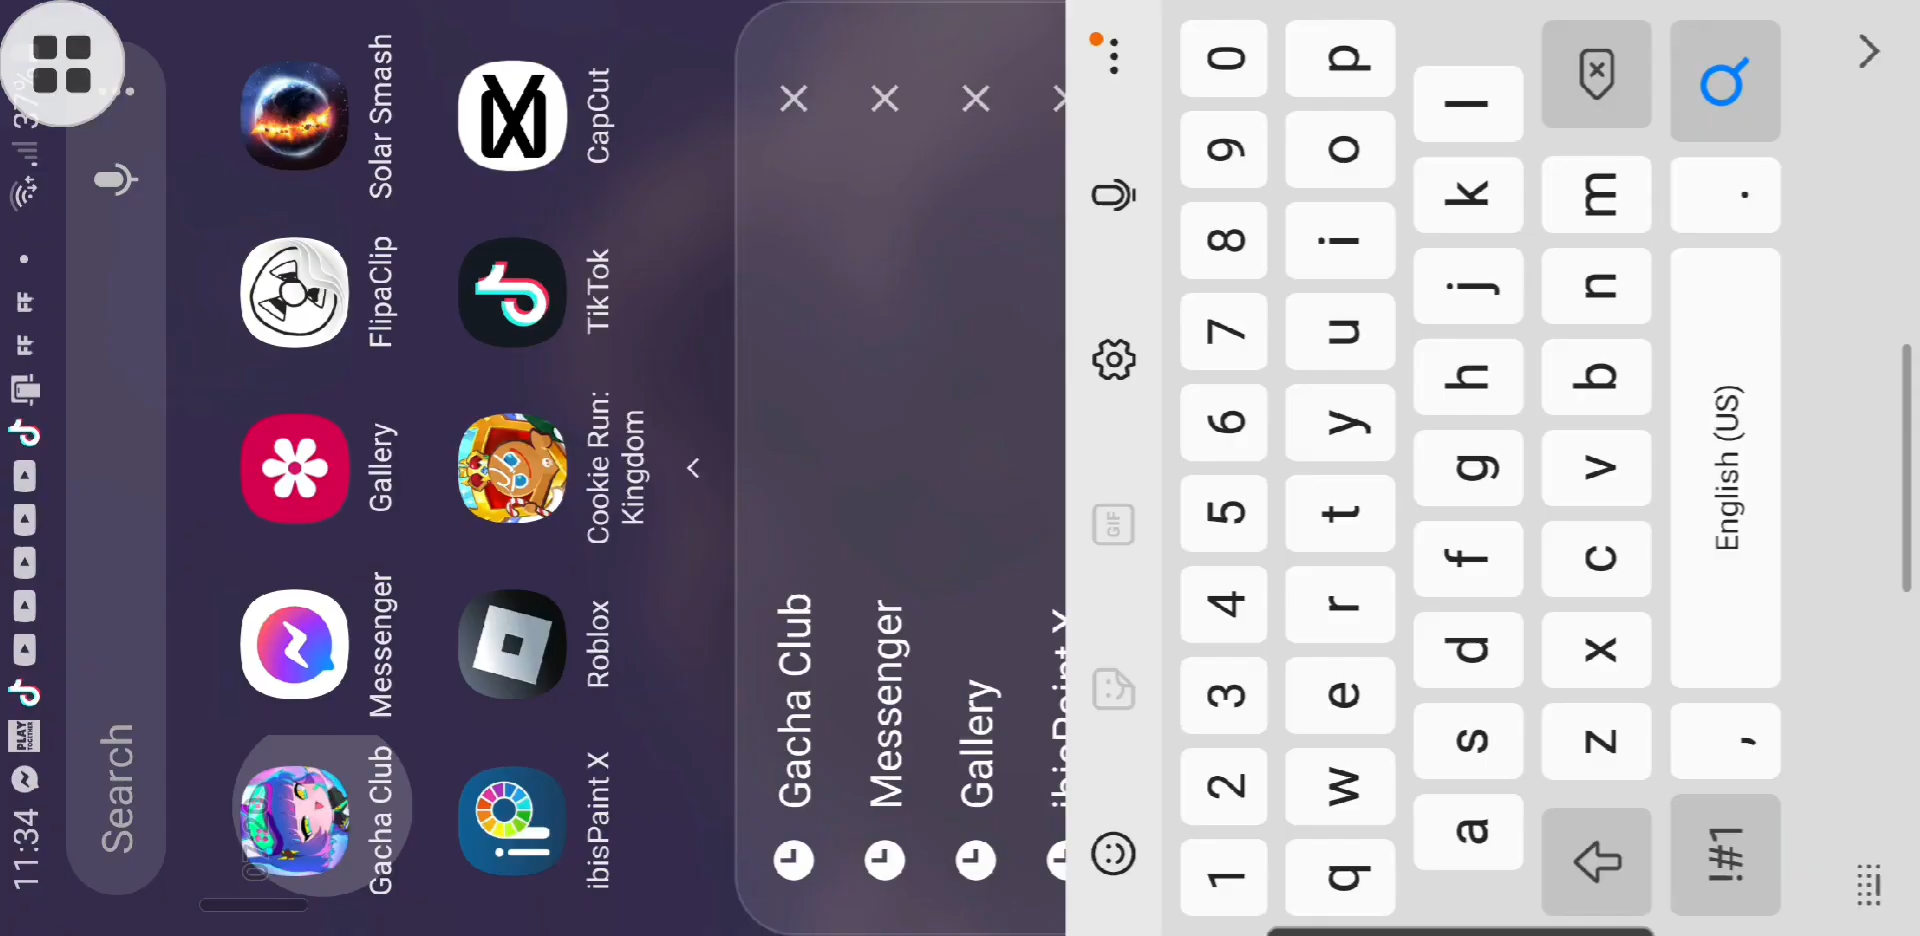 11:34
37%
Search
Gacha Club
Messenger
Gallery
FlipaClip
Solar Smash
ibisPaint X
Roblox
Cookie Run:
Kingdom
TikTok
CapCut
Gacha Club
Messenger
Gallery
ibisPaint X
GIF
1 2 3 4 5 6 7 8 9 0
q w e r t y u i o p
a s d f g h j k l
z x c v b n m
!#1 , English (US) .